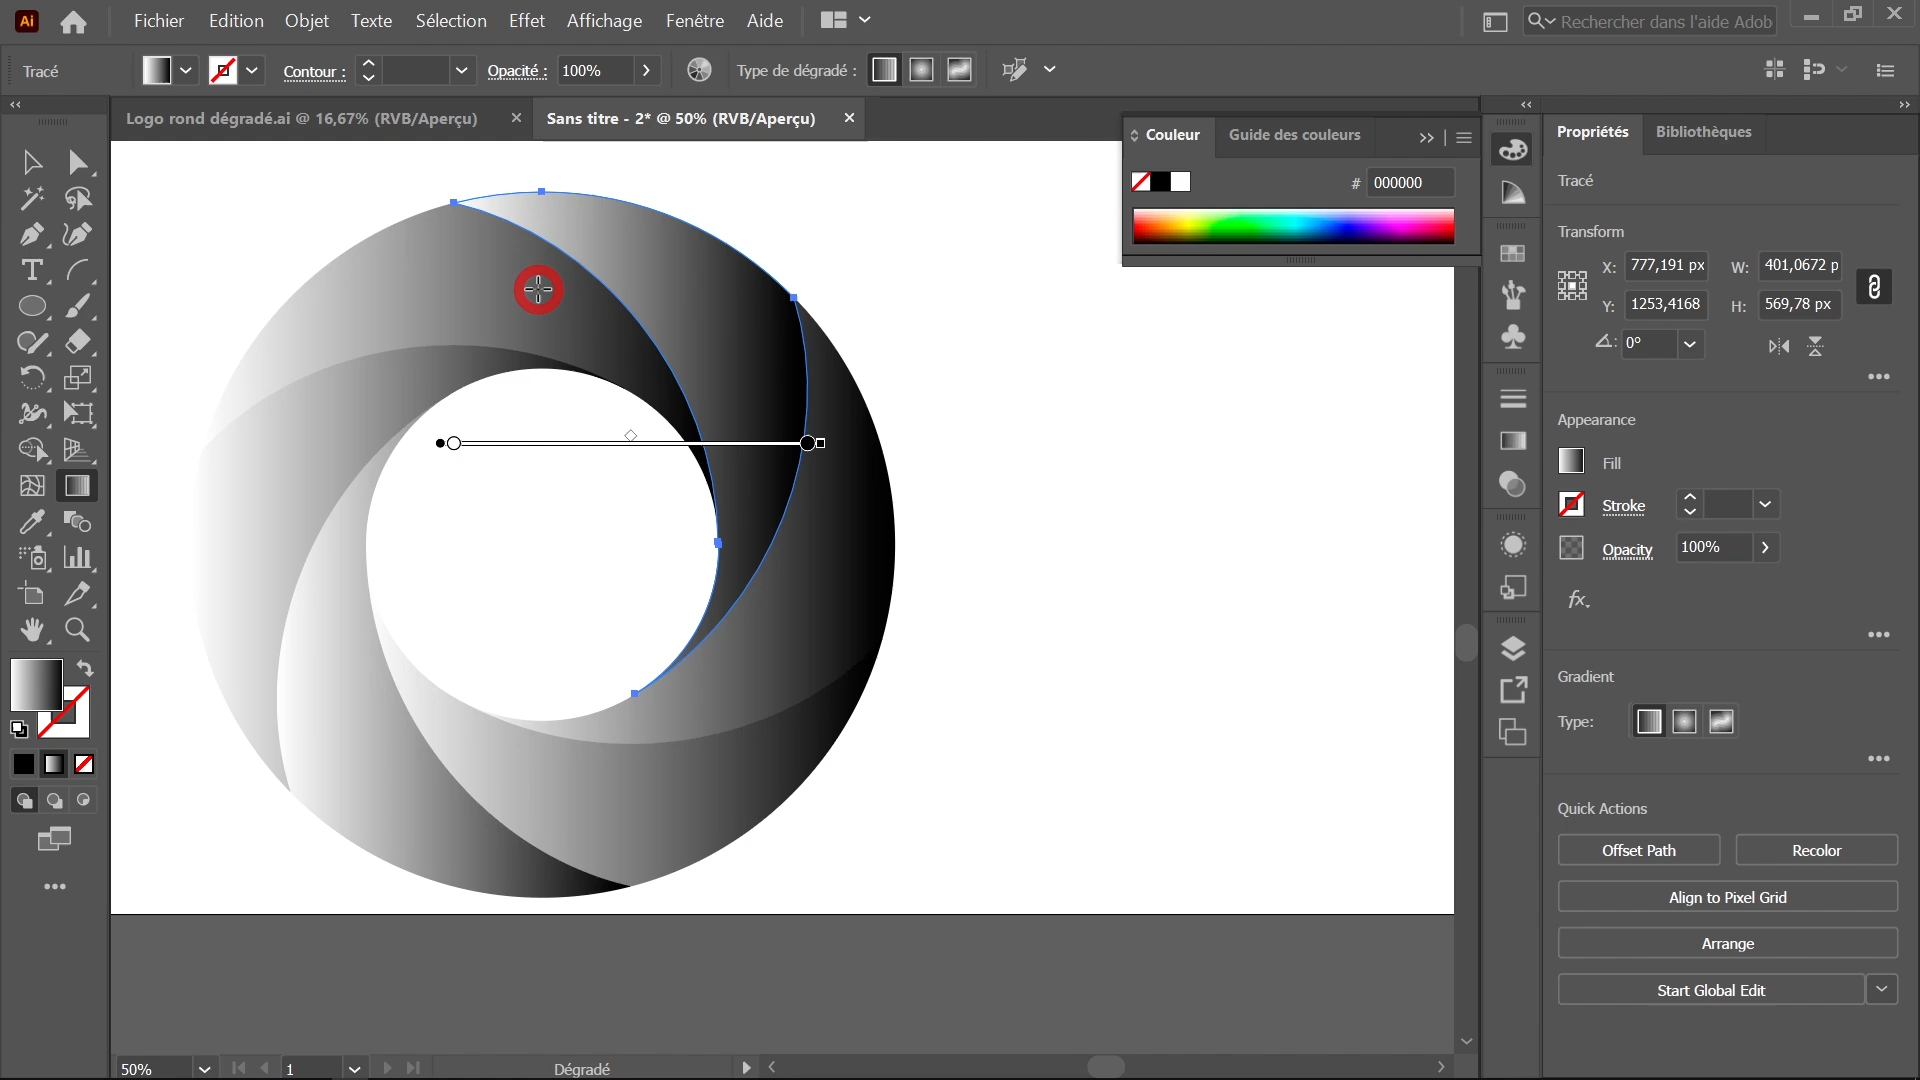 Ai
Fichier Edition Objet Texte Sélection Effet Affichage Fenêtre Aide
Rechercher dans l'aide Adob
Tracé
Contour :
Opacité : 100%
Type de dégradé :
Logo rond dégradé.ai @ 16,67% (RVB/Aperçu)
Sans titre - 2* @ 50% (RVB/Aperçu)
Couleur
Guide des couleurs
# 000000
Propriétés Bibliothèques
Tracé
Transform
X: 777,191 px W: 401,0672 p
Y: 1253,4168 H: 569,78 px
0°
Appearance
Fill
Stroke
Opacity 100%
fx
Gradient
Type:
Quick Actions
Offset Path
Recolor
Align to Pixel Grid
Arrange
Start Global Edit
50%
1
Dégradé